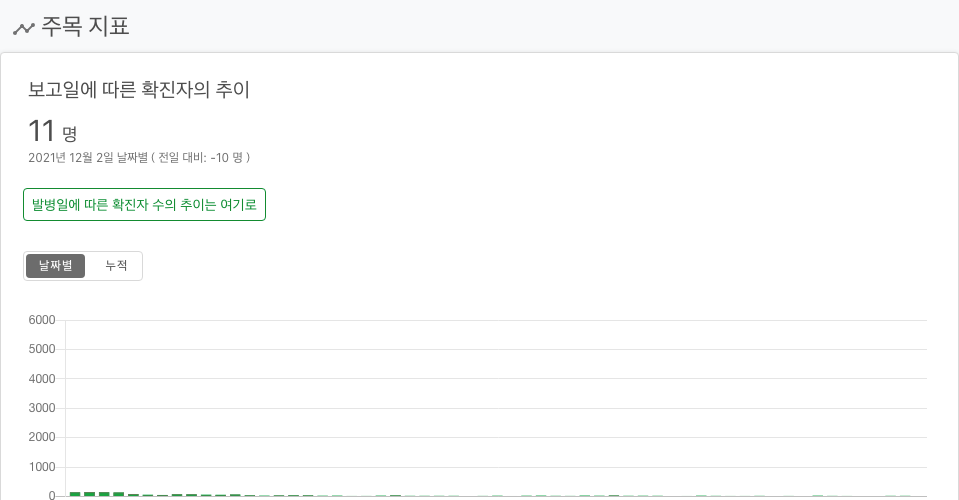 주목 지표
보고일에 따른 확진자의 추이
11 명
2021년 12월 2일 날짜별 ( 전일 대비: -10 명 )
발병일에 따른 확진자 수의 추이는 여기로
날짜별 누적
6000
5000
4000
3000
2000
1000
0